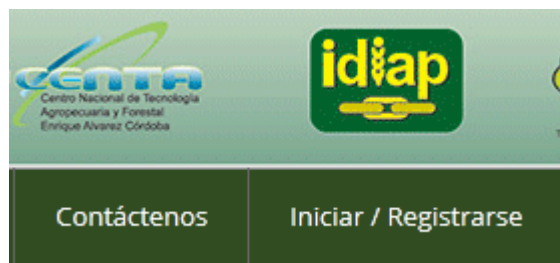 CENTA
Centro Nacional de Tecnología
Agropecuaria y Forestal
Enrique Alvarez Córdoba
idiap
Contáctenos
Iniciar / Registrarse